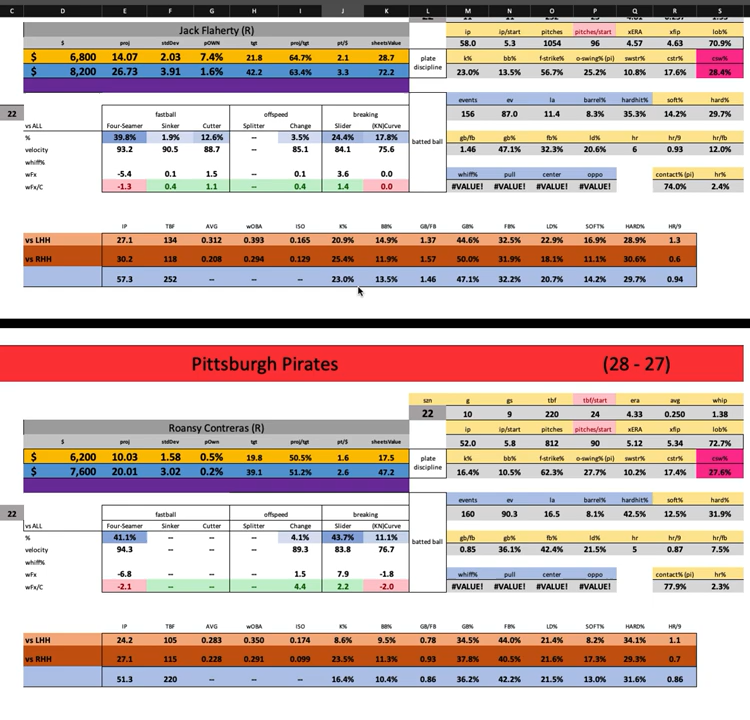 C D E F G H I J K L M N O P Q R S
Jack Flaherty (R)
ip ip/start pitches pitches/start xERA xfip lob%
58.0 5.3 1054 96 4.57 4.63 70.9%
$ proj stdDev pOWN tgt proj/tgt pt/$ sheetsValue
$ 6,800 14.07 2.03 7.4% 21.8 64.7% 2.1 28.7
$ 8,200 26.73 3.91 1.6% 42.2 63.4% 3.3 72.2
plate discipline
k% bb% f-strike% o-swing% (pi) swstr% cstr% csw%
23.0% 13.5% 56.7% 25.2% 10.8% 17.6% 28.4%
events ev la barrel% hardhit% soft% hard%
156 87.0 11.4 8.3% 35.3% 14.2% 29.7%
22 fastball offspeed breaking
vs ALL Four-Seamer Sinker Cutter Splitter Change Slider (KN)Curve
% 39.8% 1.9% 12.6% -- 3.5% 24.4% 17.8%
velocity 93.2 90.5 88.7 -- 85.1 84.1 75.6
whiff%
wFx -5.4 0.1 1.5 -- 0.1 3.6 0.0
wFx/C -1.3 0.4 1.1 -- 0.4 1.4 0.0
batted ball
gb/fb gb% fb% ld% hr hr/9 hr/fb
1.46 47.1% 32.3% 20.6% 6 0.93 12.0%
whiff% pull center oppo contact% (pi) hr%
#VALUE! #VALUE! #VALUE! #VALUE! 74.0% 2.4%
IP TBF AVG wOBA ISO K% BB% GB/FB GB% FB% LD% SOFT% HARD% HR/9
vs LHH 27.1 134 0.312 0.393 0.165 20.9% 14.9% 1.37 44.6% 32.5% 22.9% 16.9% 28.9% 1.3
vs RHH 30.2 118 0.208 0.294 0.129 25.4% 11.9% 1.57 50.0% 31.9% 18.1% 11.1% 30.6% 0.6
57.3 252 -- -- 23.0% 13.5% 1.46 47.1% 32.2% 20.7% 14.2% 29.7% 0.94
Pittsburgh Pirates (28 - 27)
szn g gs tbf tbf/start era avg whip
22 10 9 220 24 4.33 0.250 1.38
Roansy Contreras (R)
ip ip/start pitches pitches/start xERA xfip lob%
52.0 5.8 812 90 5.12 5.34 72.7%
$ proj stdDev pOwn tgt proj/tgt pt/$ sheetsValue
$ 6,200 10.03 1.58 0.5% 19.8 50.5% 1.6 17.5
$ 7,600 20.01 3.02 0.2% 39.1 51.2% 2.6 47.2
plate discipline
k% bb% f-strike% o-swing% (pi) swstr% cstr% csw%
16.4% 10.5% 62.3% 27.7% 10.2% 17.4% 27.6%
events ev la barrel% hardhit% soft% hard%
160 90.3 16.5 8.1% 42.5% 12.5% 31.9%
22 fastball offspeed breaking
vs ALL Four-Seamer Sinker Cutter Splitter Change Slider (KN)Curve
% 41.1% -- -- -- 4.1% 43.7% 11.1%
velocity 94.3 -- -- -- 89.3 83.8 76.7
whiff%
wFx -6.8 -- -- -- 1.5 7.9 -1.8
wFx/C -2.1 -- -- -- 4.4 2.2 -2.0
batted ball
gb/fb gb% fb% ld% hr hr/9 hr/fb
0.85 36.1% 42.4% 21.5% 5 0.87 7.5%
whiff% pull center oppo contact% (pi) hr%
#VALUE! #VALUE! #VALUE! #VALUE! 77.9% 2.3%
IP TBF AVG wOBA ISO K% BB% GB/FB GB% FB% LD% SOFT% HARD% HR/9
vs LHH 24.2 105 0.283 0.350 0.174 8.6% 9.5% 0.78 34.5% 44.0% 21.4% 8.2% 34.1% 1.1
vs RHH 27.1 115 0.228 0.291 0.099 23.5% 11.3% 0.93 37.8% 40.5% 21.6% 17.3% 29.3% 0.7
51.3 220 -- -- 16.4% 10.4% 0.86 36.2% 42.2% 21.5% 13.0% 31.6% 0.86